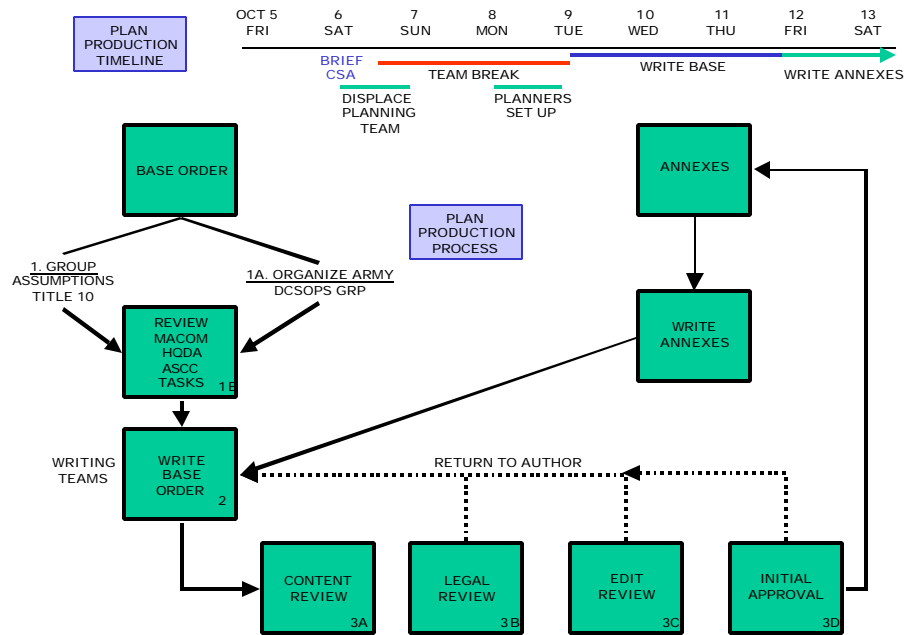 PLAN
PRODUCTION
TIMELINE
OCT 5
FRI
6
SAT
7
SUN
8
MON
9
TUE
10
WED
11
THU
12
FRI
13
SAT
BRIEF
CSA
TEAM BREAK
WRITE BASE
WRITE ANNEXES
DISPLACE
PLANNING
TEAM
PLANNERS
SET UP
BASE ORDER
ANNEXES
PLAN
PRODUCTION
PROCESS
1. GROUP
ASSUMPTIONS
TITLE 10
1A. ORGANIZE ARMY
DCSOPS GRP
REVIEW
MACOM
HQDA
ASCC
TASKS
1E
WRITE
ANNEXES
WRITING
TEAMS
WRITE
BASE
ORDER
2
RETURN TO AUTHOR
CONTENT
REVIEW
3A
LEGAL
REVIEW
3B
EDIT
REVIEW
3C
INITIAL
APPROVAL
3D